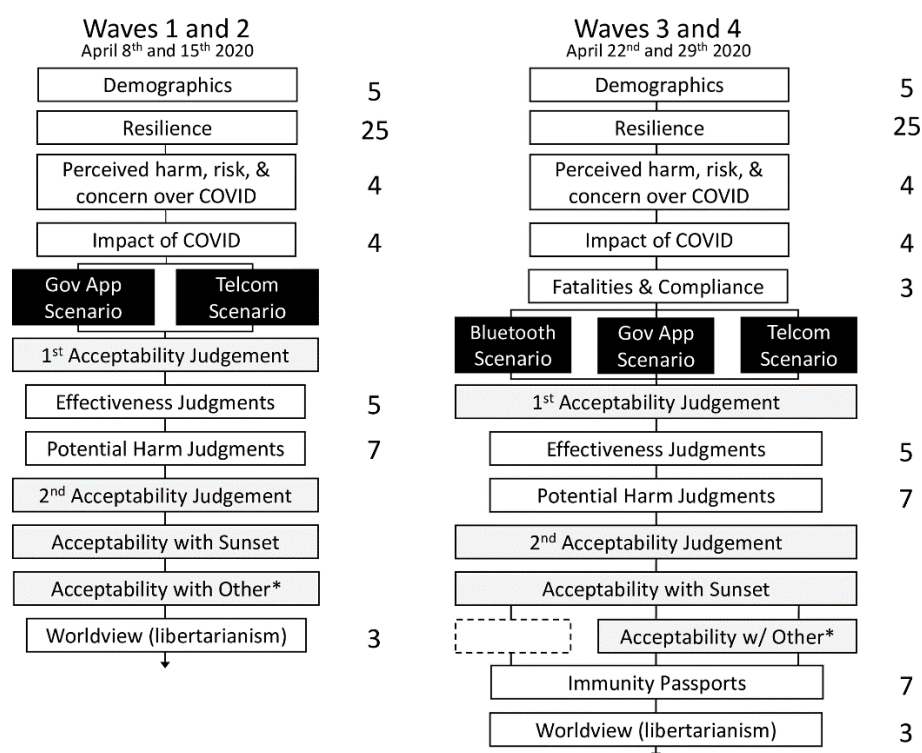 Waves 1 and 2
April 8th and 15th 2020
Demographics 5
Resilience 25
Perceived harm, risk, &
concern over COVID 4
Impact of COVID 4
Gov App
Scenario
Telcom
Scenario
1st Acceptability Judgement
Effectiveness Judgments 5
Potential Harm Judgments 7
2nd Acceptability Judgement
Acceptability with Sunset
Acceptability with Other*
Worldview (libertarianism) 3
Waves 3 and 4
April 22nd and 29th 2020
Demographics 5
Resilience 25
Perceived harm, risk, &
concern over COVID 4
Impact of COVID 4
Fatalities & Compliance 3
Bluetooth
Scenario
Gov App
Scenario
Telcom
Scenario
1st Acceptability Judgement
Effectiveness Judgments 5
Potential Harm Judgments 7
2nd Acceptability Judgement
Acceptability with Sunset
Acceptability w/ Other*
Immunity Passports 7
Worldview (libertarianism) 3